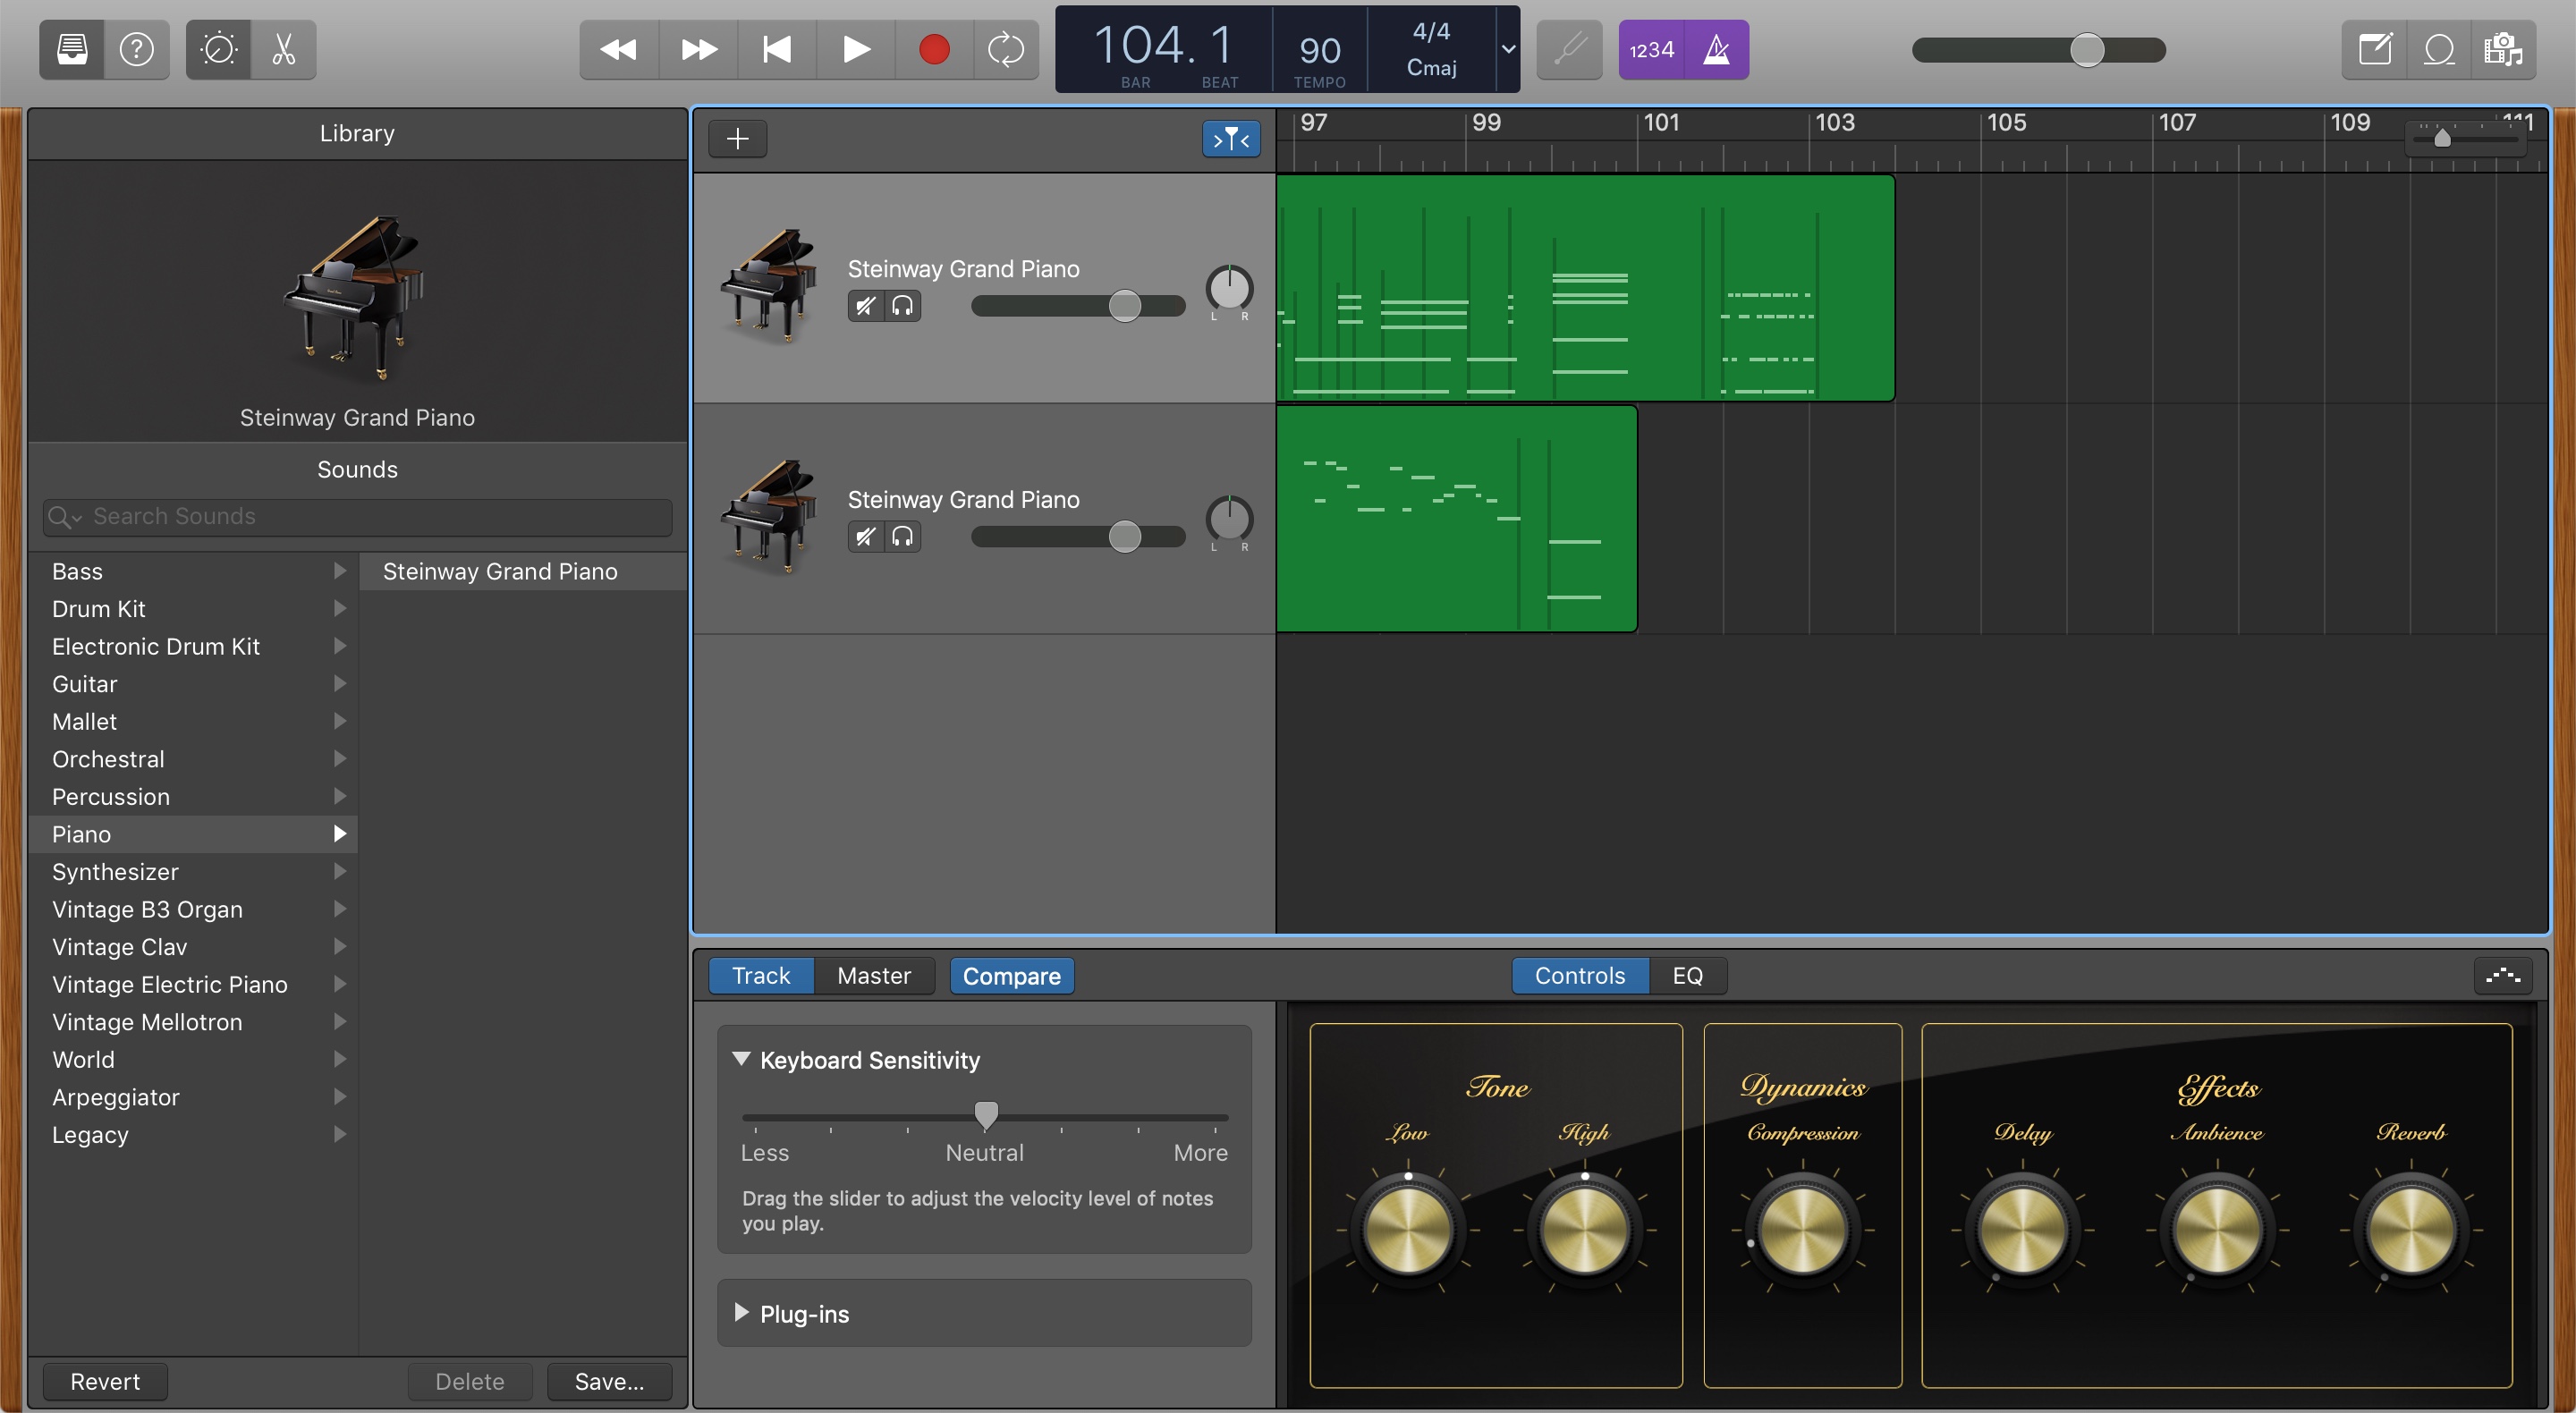 104. 1
BAR BEAT
90
TEMPO
4/4
Cmaj
1234
Library
Steinway Grand Piano
Sounds
Search Sounds
Bass
Drum Kit
Electronic Drum Kit
Guitar
Mallet
Orchestral
Percussion
Piano
Synthesizer
Vintage B3 Organ
Vintage Clav
Vintage Electric Piano
Vintage Mellotron
World
Arpeggiator
Legacy
Steinway Grand Piano
Revert Delete Save...
97 99 101 103 105 107 109 111
Steinway Grand Piano
L R
Steinway Grand Piano
L R
Track Master Compare
Controls EQ
Keyboard Sensitivity
Less Neutral More
Drag the slider to adjust the velocity level of notes
you play.
Plug-ins
Tone
Low High
Dynamics
Compression
Effects
Delay Ambience Reverb